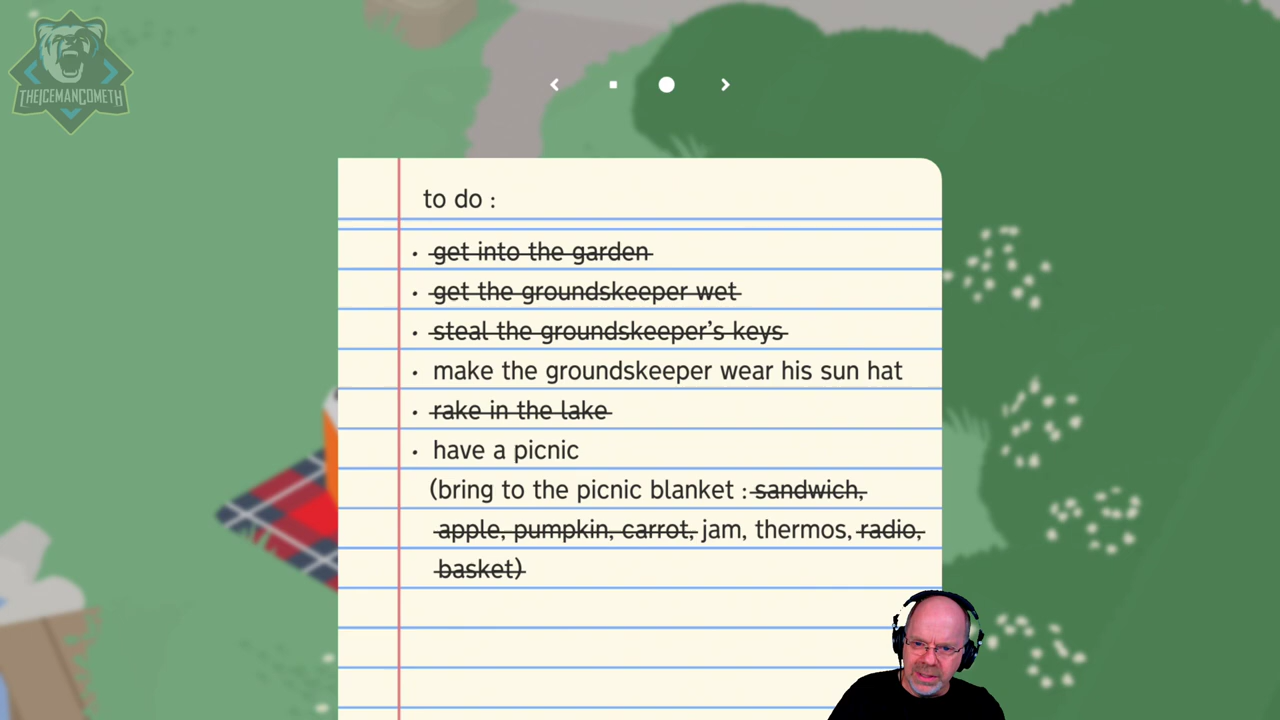 THEICEMANCOMETH
to do :
• get into the garden
• get the groundskeeper wet
• steal the groundskeeper’s keys
• make the groundskeeper wear his sun hat
• rake in the lake
• have a picnic
(bring to the picnic blanket : sandwich,
apple, pumpkin, carrot, jam, thermos, radio,
basket)